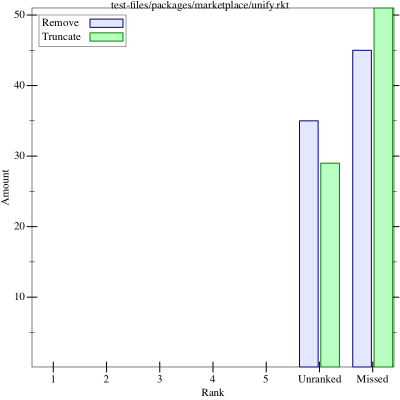 test-files/packages/marketplace/unify.rkt
Remove
Truncate
50
40
30
20
10
Amount
1 2 3 4 5 Unranked Missed
Rank